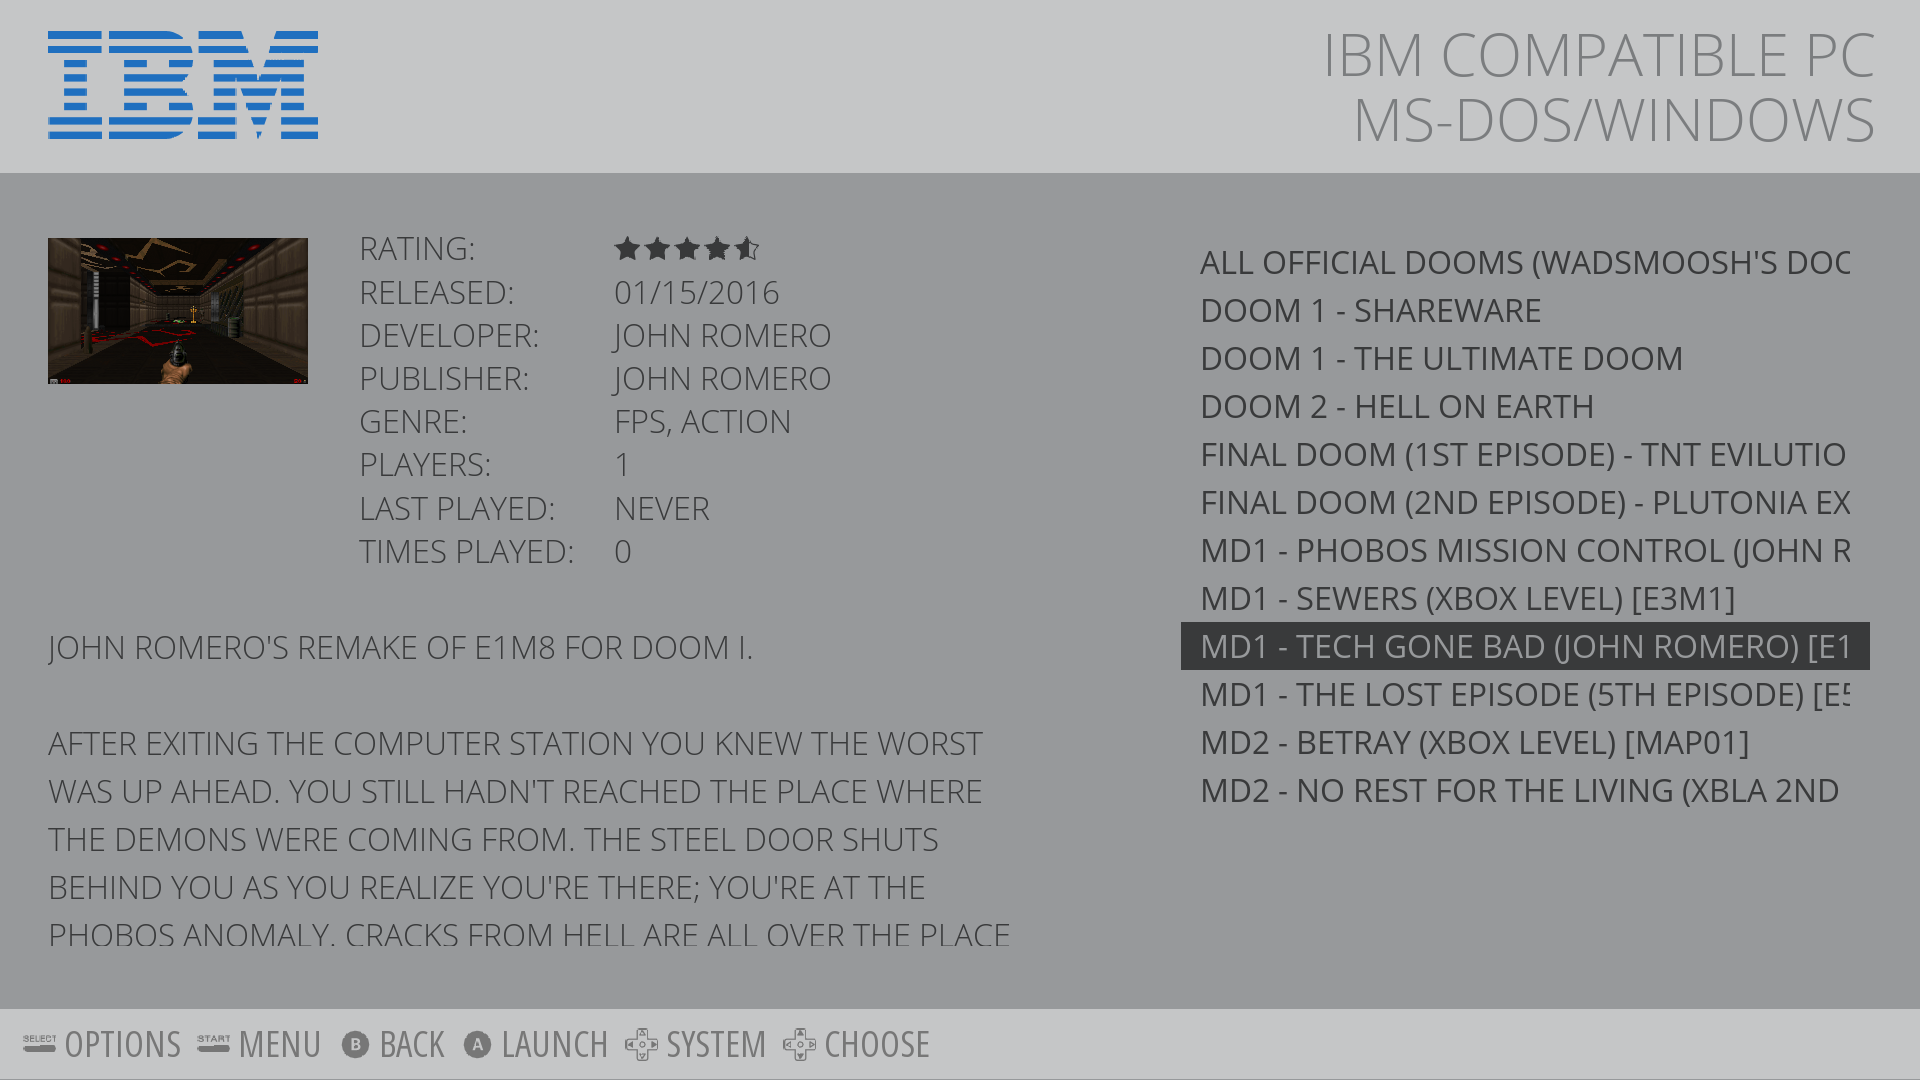 IBM
IBM COMPATIBLE PC
MS-DOS/WINDOWS
RATING:
RELEASED: 01/15/2016
DEVELOPER: JOHN ROMERO
PUBLISHER: JOHN ROMERO
GENRE: FPS, ACTION
PLAYERS: 1
LAST PLAYED: NEVER
TIMES PLAYED: 0
JOHN ROMERO'S REMAKE OF E1M8 FOR DOOM I.
AFTER EXITING THE COMPUTER STATION YOU KNEW THE WORST
WAS UP AHEAD. YOU STILL HADN'T REACHED THE PLACE WHERE
THE DEMONS WERE COMING FROM. THE STEEL DOOR SHUTS
BEHIND YOU AS YOU REALIZE YOU'RE THERE; YOU'RE AT THE
PHOBOS ANOMALY. CRACKS FROM HELL ARE ALL OVER THE PLACE
ALL OFFICIAL DOOMS (WADSMOOSH'S DOC
DOOM 1 - SHAREWARE
DOOM 1 - THE ULTIMATE DOOM
DOOM 2 - HELL ON EARTH
FINAL DOOM (1ST EPISODE) - TNT EVILUTIO
FINAL DOOM (2ND EPISODE) - PLUTONIA EX
MD1 - PHOBOS MISSION CONTROL (JOHN R
MD1 - SEWERS (XBOX LEVEL) [E3M1]
MD1 - TECH GONE BAD (JOHN ROMERO) [E1
MD1 - THE LOST EPISODE (5TH EPISODE) [E5
MD2 - BETRAY (XBOX LEVEL) [MAP01]
MD2 - NO REST FOR THE LIVING (XBLA 2ND
SELECT OPTIONS START MENU B BACK A LAUNCH SYSTEM CHOOSE